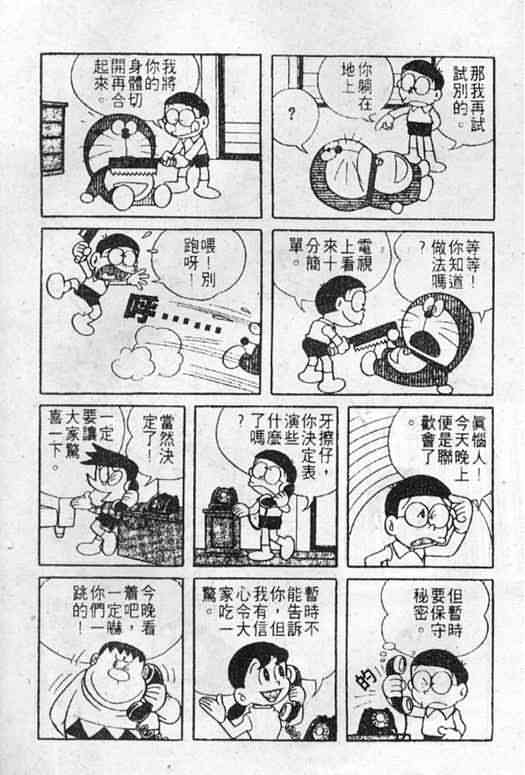 那我再試
試別的。
你躺在
地上
?
我將
你的
身體切
開再合
起來。
等等!
你知道
做法嗎
?
電視
上看
來十
分簡
單。
喂!別
跑呀!
呼……
眞惱人!
今天晚上
便是聯
歡會了
。
牙擦仔,
你決定表
演些什麼
了嗎
?
當然決
定了!
一定
要讓
大家驚
喜一下。
但暫時
要保守
秘密。
的
暫時不
能告訴
你,但
我有信
心令大
家吃一
驚。
今晚看
蕭吧,
一定嚇
你們一
跳的!